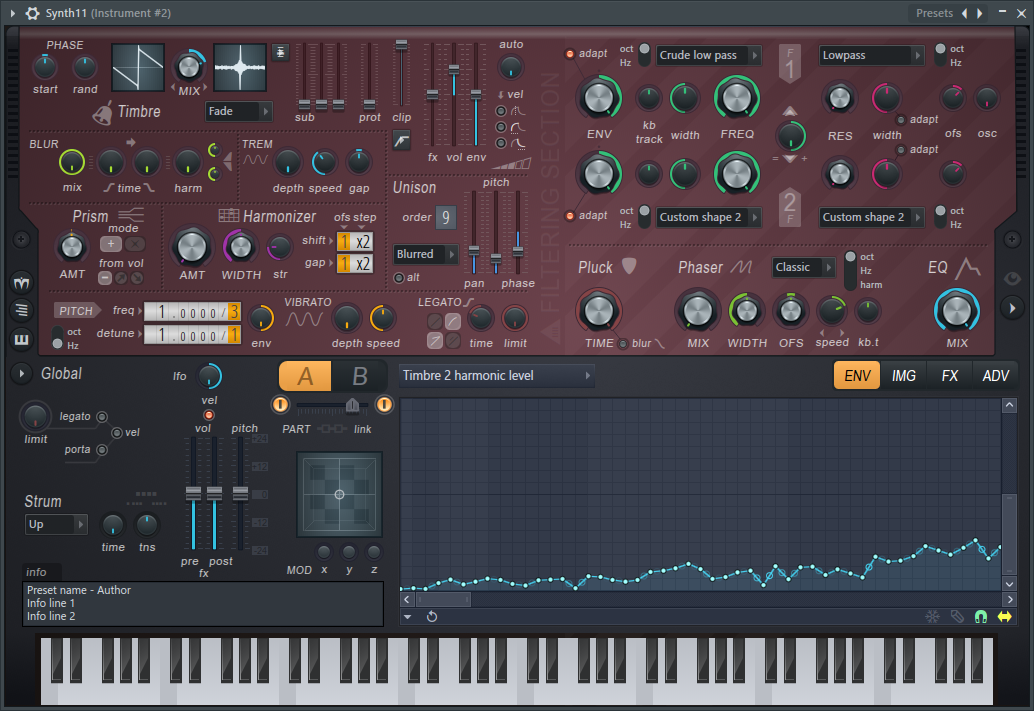 Synth11 (Instrument #2)
Presets
PHASE
start
rand
MIX
Timbre
Fade
sub
prot
clip
auto
vel
fx
vol
env
adapt
oct
Hz
Crude low pass
F
1
Lowpass
oct
Hz
ENV
kb
track
width
FREQ
RES
width
adapt
ofs
osc
= +
adapt
adapt
oct
Hz
Custom shape 2
2
F
Custom shape 2
oct
Hz
FILTERING SECTION
BLUR
mix
time
harm
TREM
depth
speed
gap
Unison
pitch
order
9
Blurred
alt
pan
phase
Prism
mode
+
×
from vol
AMT
Harmonizer
ofs step
shift
1 x2
gap
1 x2
AMT
WIDTH
str
PITCH
oct
Hz
freq
1.0000/3
detune
1.0000/1
env
VIBRATO
depth speed
LEGATO
time
limit
Pluck
TIME
blur
Phaser
Classic
oct
Hz
harm
MIX
WIDTH
OFS
speed
kb.t
EQ
MIX
Global
limit
legato
vel
porta
Strum
Up
time
tns
lfo
vel
vol
pitch
+24
+12
0
-12
-24
pre
post
fx
A
B
PART
link
MOD
x
y
z
Timbre 2 harmonic level
ENV
IMG
FX
ADV
info
Preset name - Author
Info line 1
Info line 2